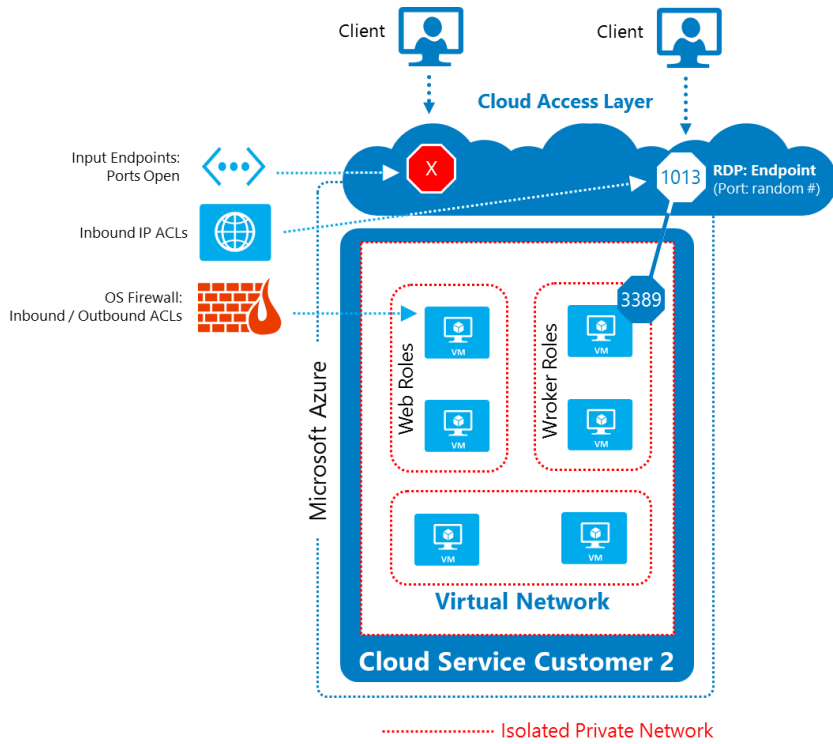 Client
Client
Cloud Access Layer
Input Endpoints:
Ports Open
X
1013
RDP: Endpoint
(Port: random #)
Inbound IP ACLs
OS Firewall:
Inbound / Outbound ACLs
3389
Microsoft Azure
Web Roles
VM
VM
Wroker Roles
VM
VM
VM
VM
Virtual Network
Cloud Service Customer 2
Isolated Private Network